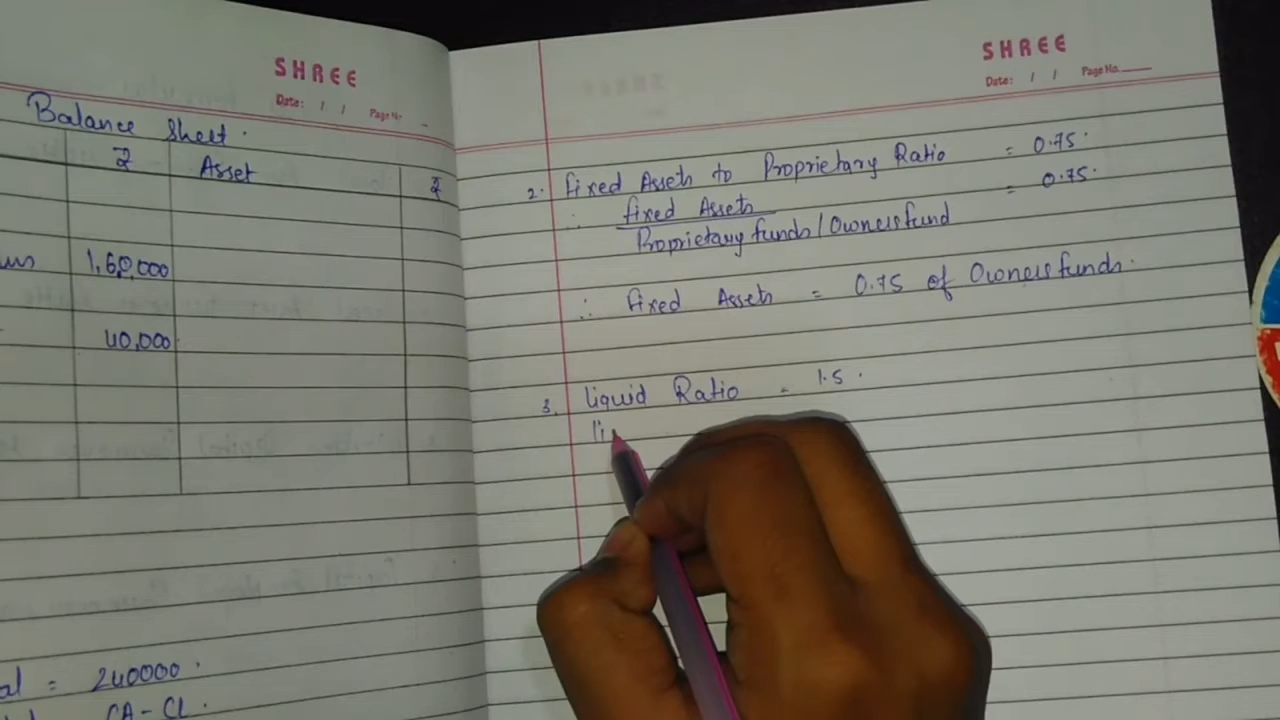 SHREE
Date: / / Page No.
Balance Sheet.
₹ Asset ₹
1,60,000
40,000
= 240000.
CA - CL.
SHREE
Date: / / Page No.
2. Fixed Assets to Proprietary Ratio = 0.75.
∴ Fixed Assets = 0.75.
Proprietary funds / Owners fund
∴ Fixed Assets = 0.75 of Owners funds.
3. Liquid Ratio = 1.5.